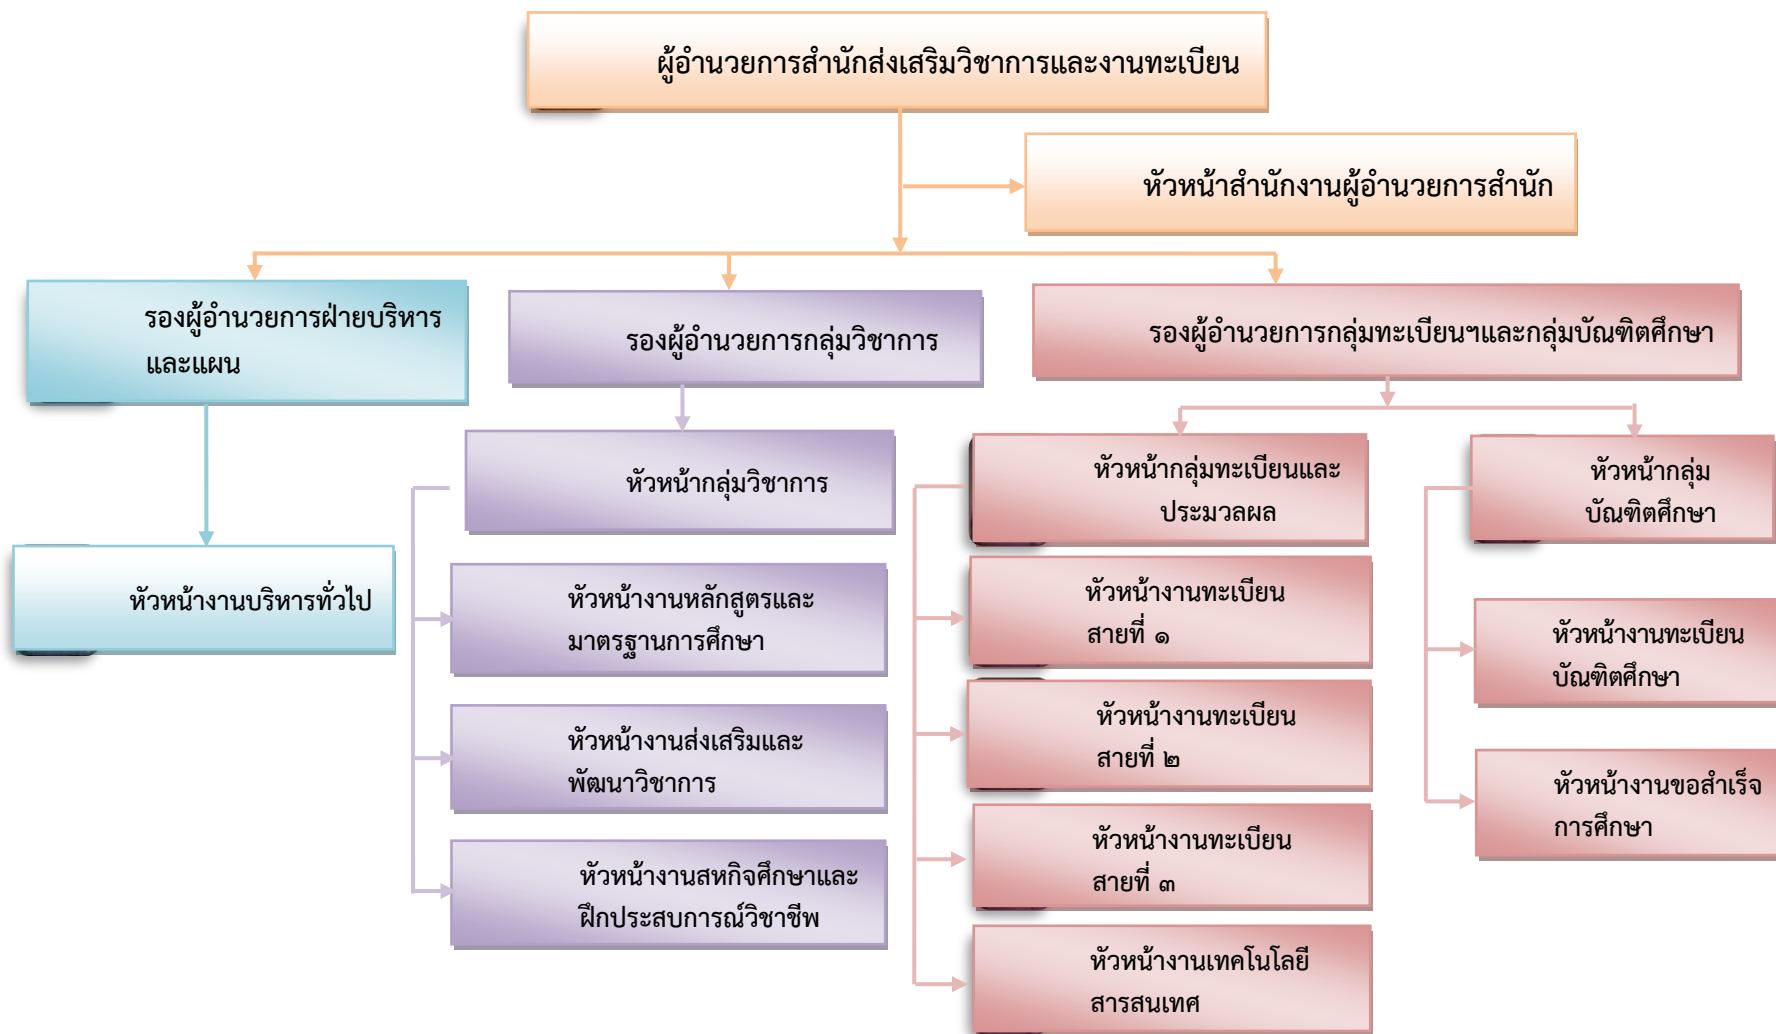 ผู้อำนวยการสำนักส่งเสริมวิชาการและงานทะเบียน
หัวหน้าสำนักงานผู้อำนวยการสำนัก
รองผู้อำนวยการฝ่ายบริหาร
และแผน
รองผู้อำนวยการกลุ่มวิชาการ
รองผู้อำนวยการกลุ่มทะเบียนฯและกลุ่มบัณฑิตศึกษา
หัวหน้างานบริหารทั่วไป
หัวหน้ากลุ่มวิชาการ
หัวหน้างานหลักสูตรและ
มาตรฐานการศึกษา
หัวหน้างานส่งเสริมและ
พัฒนาวิชาการ
หัวหน้างานสหกิจศึกษาและ
ฝึกประสบการณ์วิชาชีพ
หัวหน้ากลุ่มทะเบียนและ
ประมวลผล
หัวหน้างานทะเบียน
สายที่ ๑
หัวหน้างานทะเบียน
สายที่ ๒
หัวหน้างานทะเบียน
สายที่ ๓
หัวหน้างานเทคโนโลยี
สารสนเทศ
หัวหน้ากลุ่ม
บัณฑิตศึกษา
หัวหน้างานทะเบียน
บัณฑิตศึกษา
หัวหน้างานขอสำเร็จ
การศึกษา